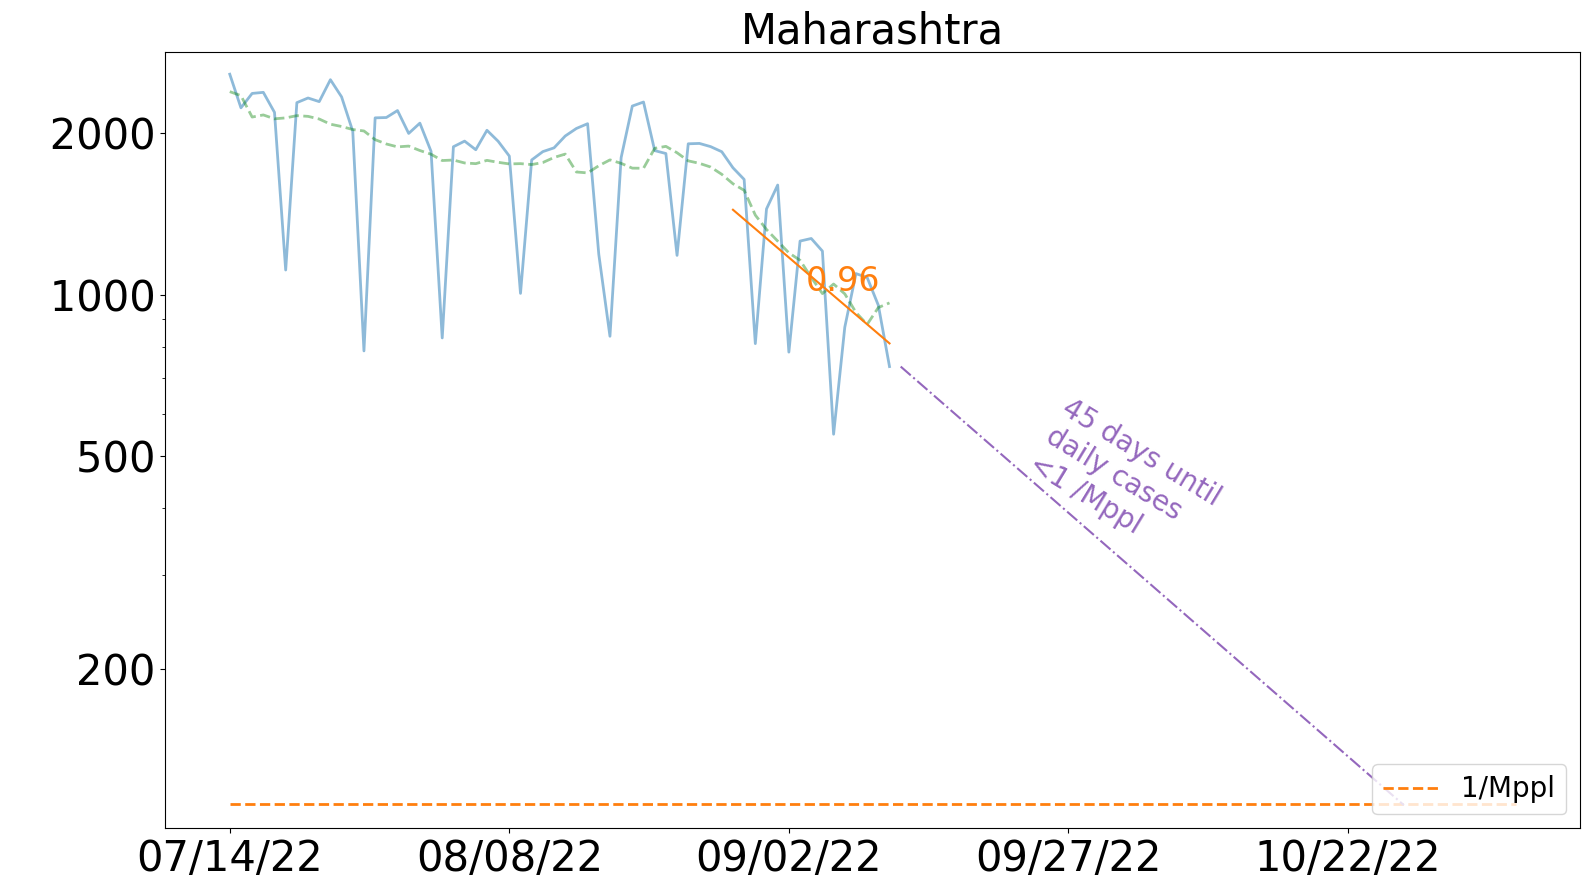 Maharashtra
2000
1000
500
200
0.96
45 days until
daily cases
<1 /Mppl
1/Mppl
07/14/22
08/08/22
09/02/22
09/27/22
10/22/22